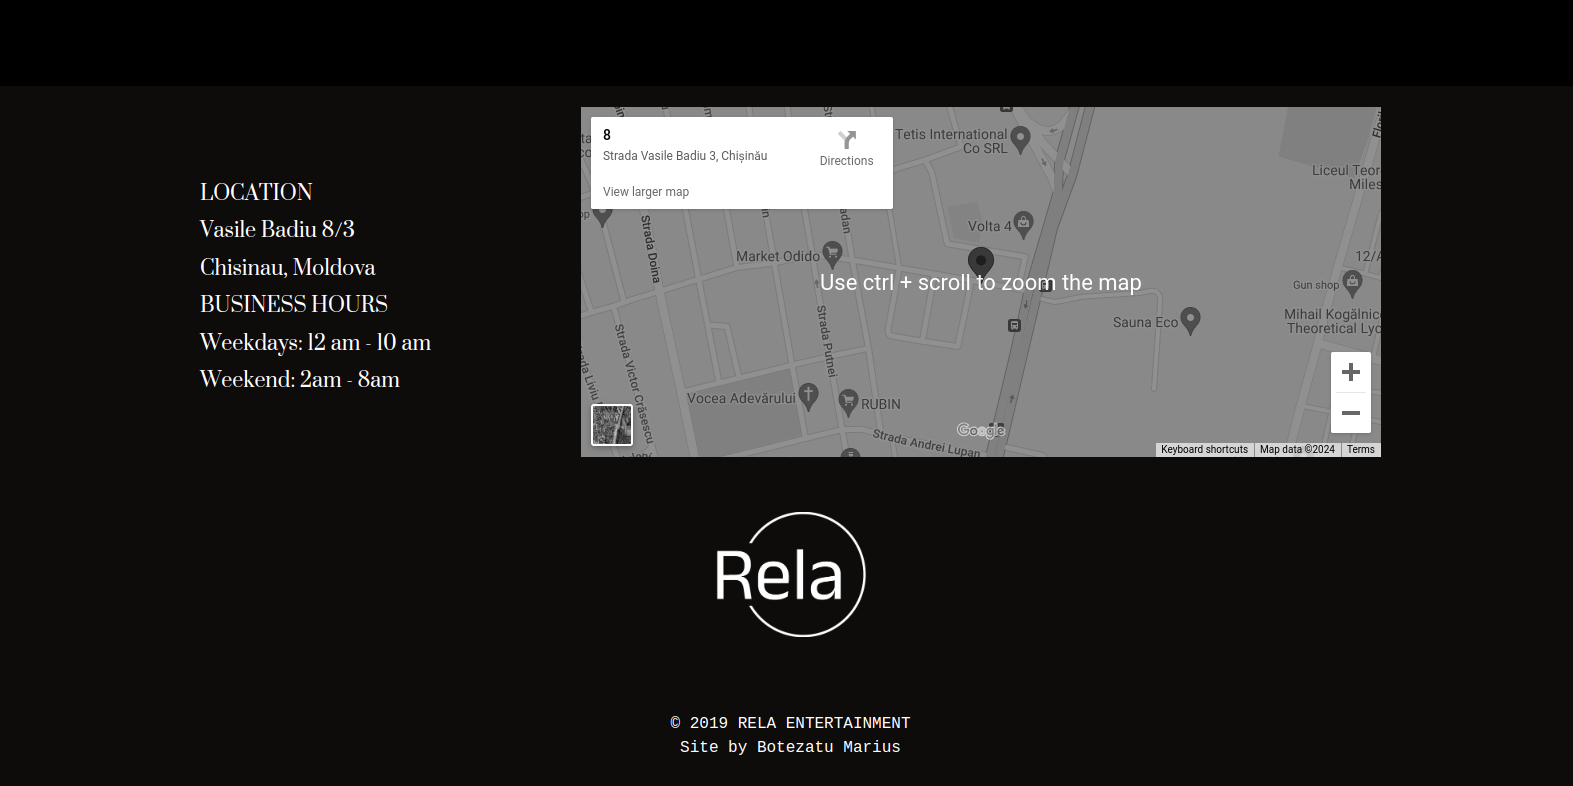 LOCATION
Vasile Badiu 8/3
Chisinau, Moldova
BUSINESS HOURS
Weekdays: 12 am - 10 am
Weekend: 2am - 8am
8
Strada Vasile Badiu 3, Chișinău
Directions
View larger map
Tetis International
Co SRL
Liceul Teor
Miles
Strada Doina
Volta 4
Market Odido
12/A
Use ctrl + scroll to zoom the map
Gun shop
Mihail Kogălnice
Theoretical Lyc
Sauna Eco
Strada Putnei
Strada Victor Crăsescu
Vocea Adevărului
RUBIN
Strada Andrei Lupan
Google
Keyboard shortcuts
Map data ©2024
Terms
Rela
© 2019 RELA ENTERTAINMENT
Site by Botezatu Marius